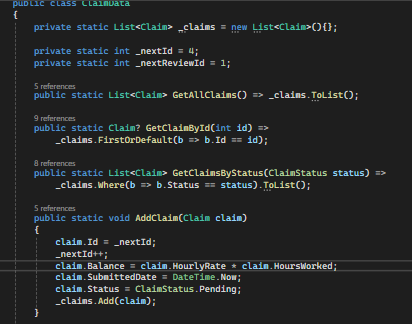 public class ClaimData
{
private static List<Claim> _claims = new List<Claim>(){};
private static int _nextId = 4;
private static int _nextReviewId = 1;
5 references
public static List<Claim> GetAllClaims() => _claims.ToList();
9 references
public static Claim? GetClaimById(int id) =>
_claims.FirstOrDefault(b => b.Id == id);
8 references
public static List<Claim> GetClaimsByStatus(ClaimStatus status) =>
_claims.Where(b => b.Status == status).ToList();
5 references
public static void AddClaim(Claim claim)
{
claim.Id = _nextId;
_nextId++;
claim.Balance = claim.HourlyRate * claim.HoursWorked;
claim.SubmittedDate = DateTime.Now;
claim.Status = ClaimStatus.Pending;
_claims.Add(claim);
}